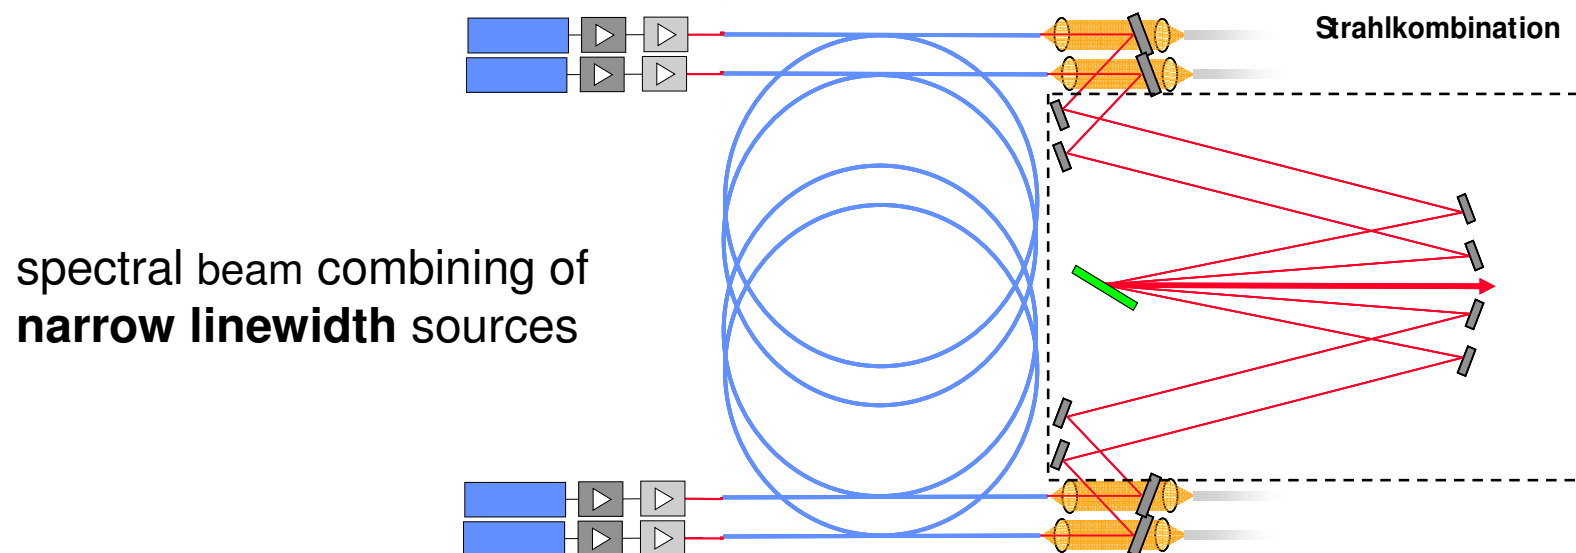 Strahlkombination
spectral beam combining of
narrow linewidth sources